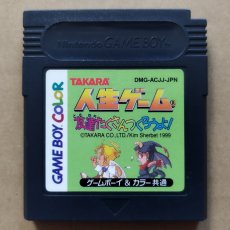 Nintendo GAME BOY
TAKARA
DMG-ACJJ-JPN
人生ゲーム
友達たくさんつくろうよ!
©TAKARA CO.,LTD./Kim Sherbet 1999
GAME BOY COLOR
ゲームボーイ&カラー共通